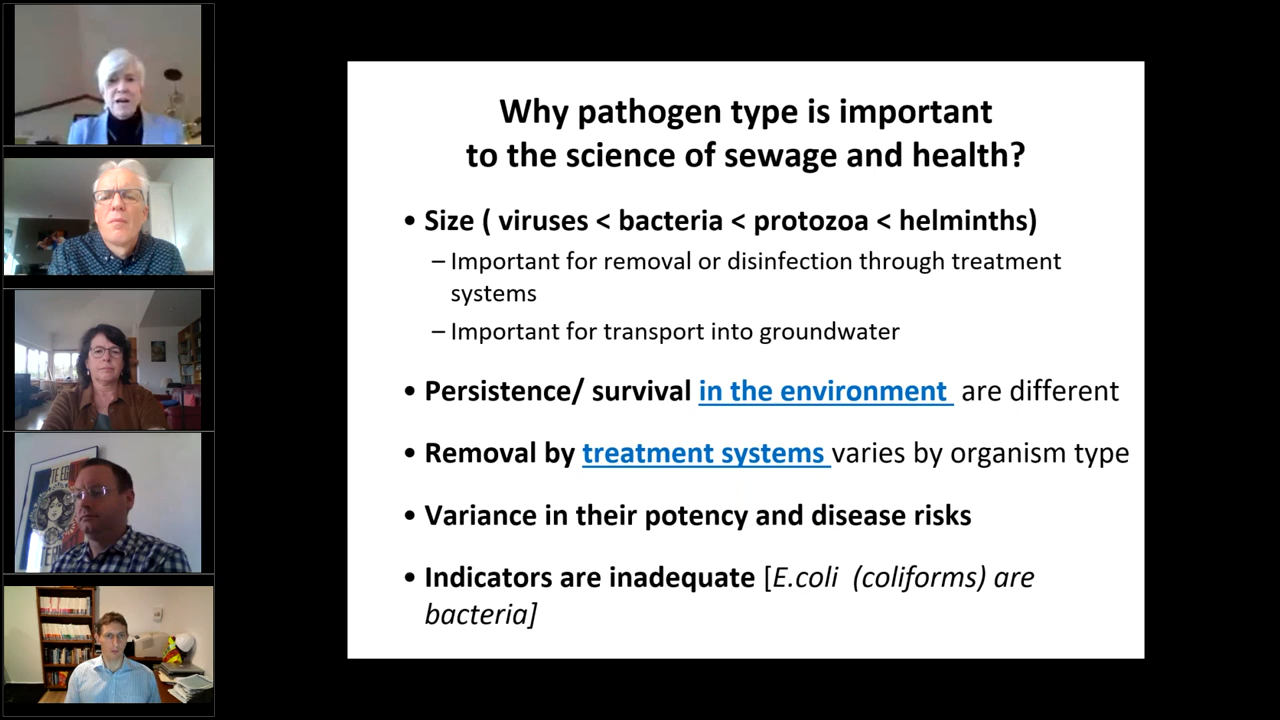 Why pathogen type is important
to the science of sewage and health?
• Size ( viruses < bacteria < protozoa < helminths)
– Important for removal or disinfection through treatment
systems
– Important for transport into groundwater
• Persistence/ survival in the environment are different
• Removal by treatment systems varies by organism type
• Variance in their potency and disease risks
• Indicators are inadequate [E.coli (coliforms) are
bacteria]